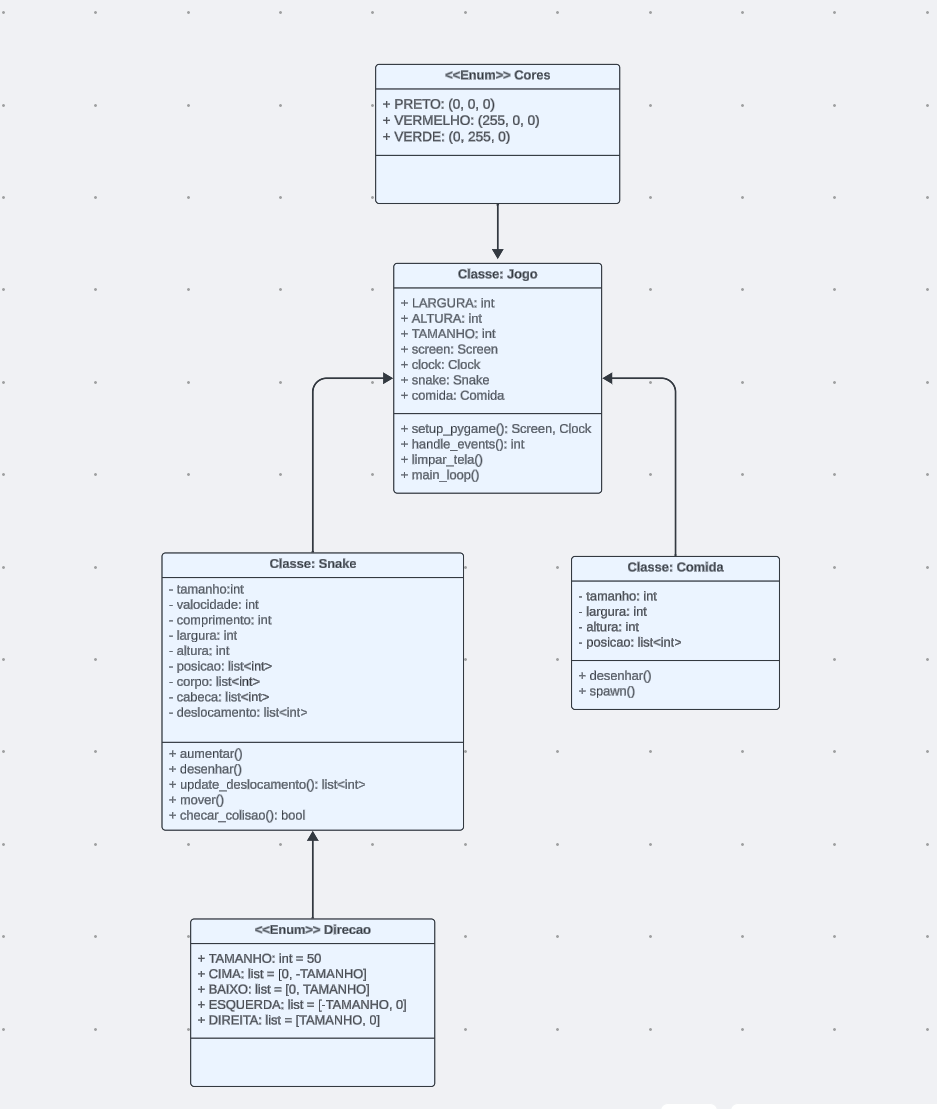 <<Enum>> Cores
+ PRETO: (0, 0, 0)
+ VERMELHO: (255, 0, 0)
+ VERDE: (0, 255, 0)
Classe: Jogo
+ LARGURA: int
+ ALTURA: int
+ TAMANHO: int
+ screen: Screen
+ clock: Clock
+ snake: Snake
+ comida: Comida
+ setup_pygame(): Screen, Clock
+ handle_events(): int
+ limpar_tela()
+ main_loop()
Classe: Snake
- tamanho:int
- valocidade: int
- comprimento: int
- largura: int
- altura: int
- posicao: list<int>
- corpo: list<int>
- cabeca: list<int>
- deslocamento: list<int>
+ aumentar()
+ desenhar()
+ update_deslocamento(): list<int>
+ mover()
+ checar_colisao(): bool
Classe: Comida
- tamanho: int
- largura: int
- altura: int
- posicao: list<int>
+ desenhar()
+ spawn()
<<Enum>> Direcao
+ TAMANHO: int = 50
+ CIMA: list = [0, -TAMANHO]
+ BAIXO: list = [0, TAMANHO]
+ ESQUERDA: list = [-TAMANHO, 0]
+ DIREITA: list = [TAMANHO, 0]